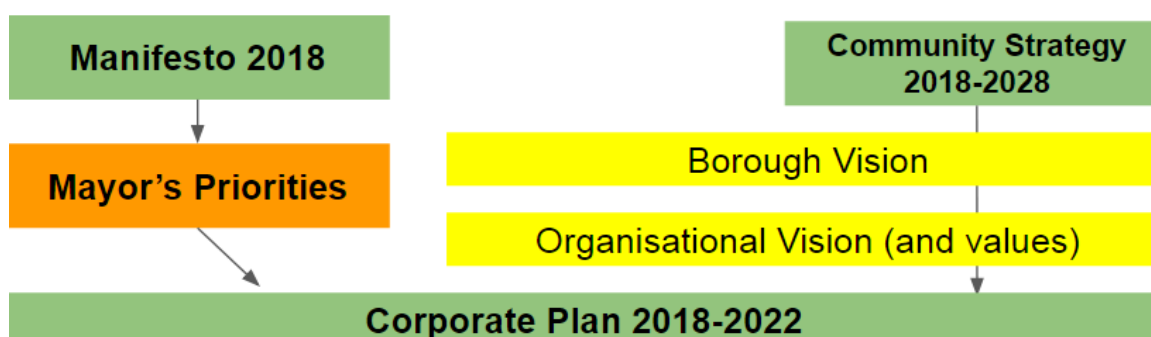 Manifesto 2018
Community Strategy
2018-2028
Mayor’s Priorities
Borough Vision
Organisational Vision (and values)
Corporate Plan 2018-2022